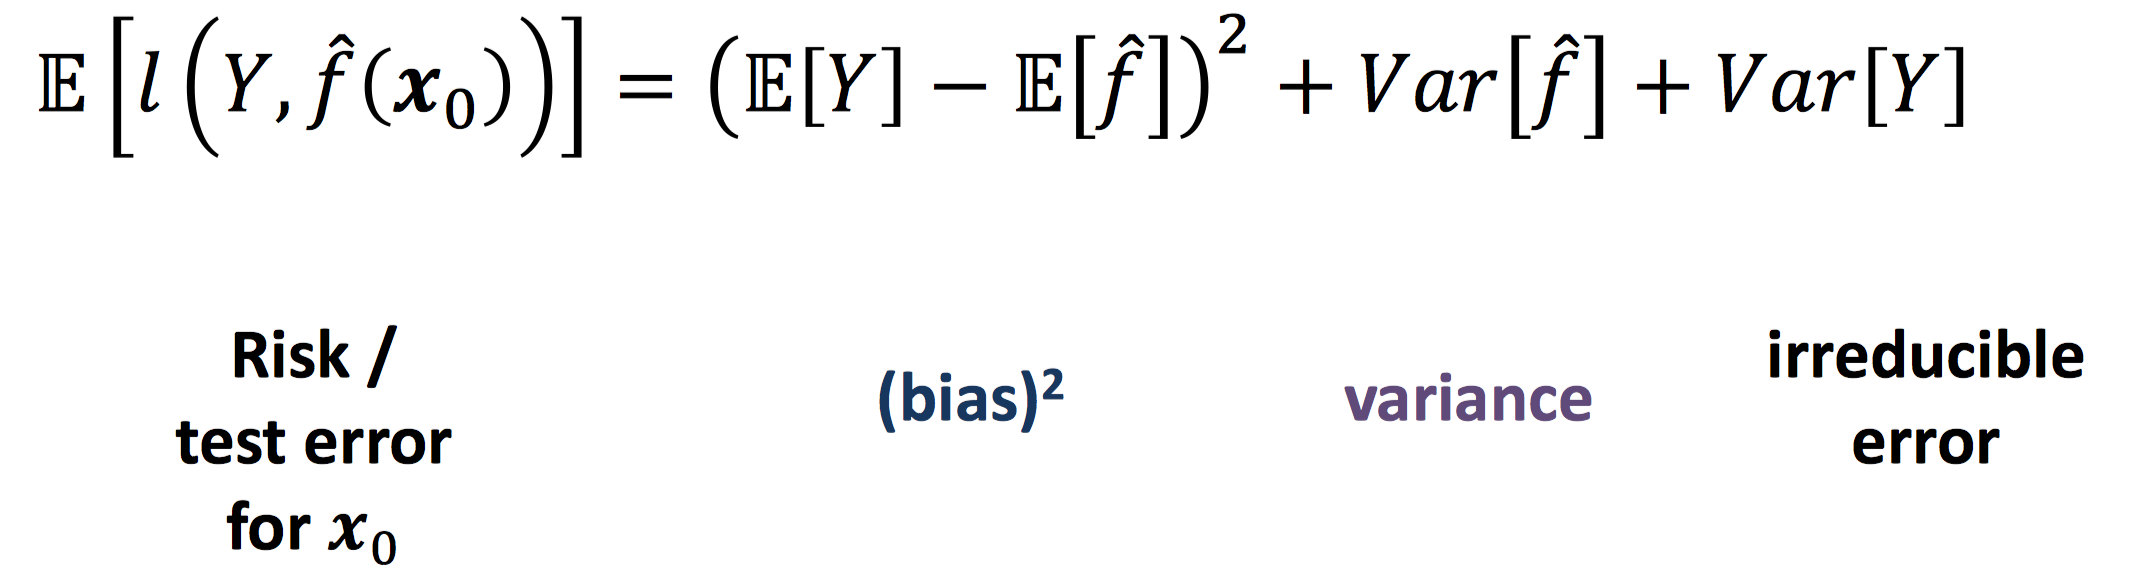 𝔼[l(Y, f̂(𝒙₀))] = (𝔼[Y] − 𝔼[f̂])² + Var[f̂] + Var[Y]
Risk /
test error
for 𝒙₀
(bias)²
variance
irreducible
error